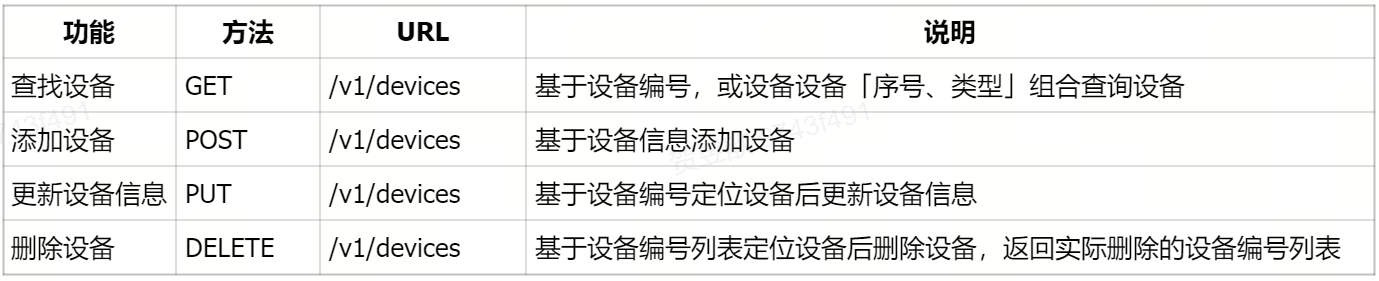 功能 方法 URL 说明
查找设备 GET /v1/devices 基于设备编号，或设备设备「序号、类型」组合查询设备
添加设备 POST /v1/devices 基于设备信息添加设备
更新设备信息 PUT /v1/devices 基于设备编号定位设备后更新设备信息
删除设备 DELETE /v1/devices 基于设备编号列表定位设备后删除设备，返回实际删除的设备编号列表